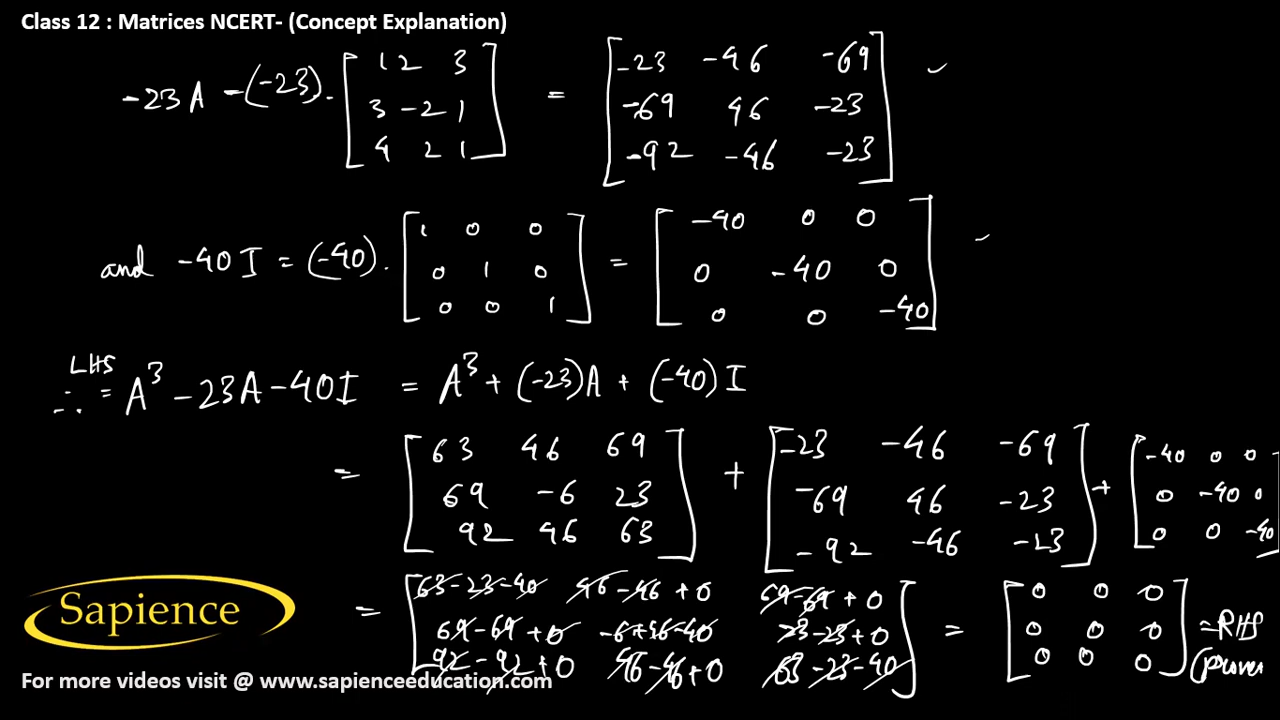 Class 12 : Matrices NCERT- (Concept Explanation)
-23A -(-23). [1 2 3 = [-23 -46 -69
3 -2 1 -69 46 -23
4 2 1] -92 -46 -23]
and -40I = (-40). [1 0 0 = [-40 0 0
0 1 0 0 -40 0
0 0 1] 0 0 -40]
LHS
∴ = A³ - 23A - 40I = A³ + (-23)A + (-40) I
= [63 46 69 + [-23 -46 -69 + [-40 0 0
69 -6 23 -69 46 -23 0 -40 0
92 46 63] -92 -46 -23] 0 0 -40
= [63-23-40 46-46+0 69-69+0 = [0 0 0 = RHS
69-69+0 -6+46-40 23-23+0 0 0 0
92-92+0 46-46+0 63-23-40] 0 0 0] (proven
Sapience
For more videos visit @ www.sapienceeducation.com